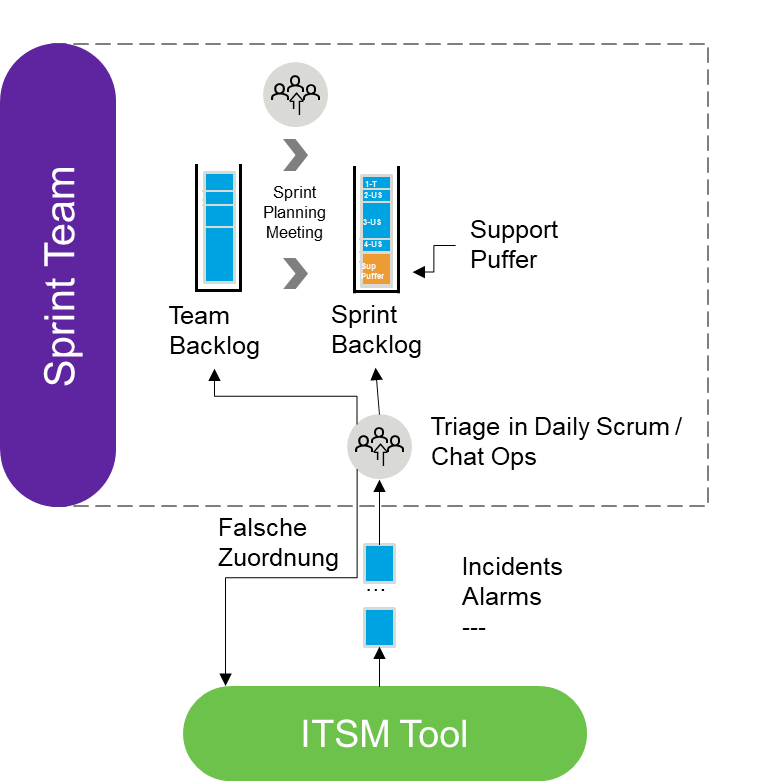 Sprint Team
Sprint
Planning
Meeting
1-T
2-US
3-US
4-US
Sup
Puffer
Support
Puffer
Team
Backlog
Sprint
Backlog
Triage in Daily Scrum /
Chat Ops
Falsche
Zuordnung
...
Incidents
Alarms
---
ITSM Tool